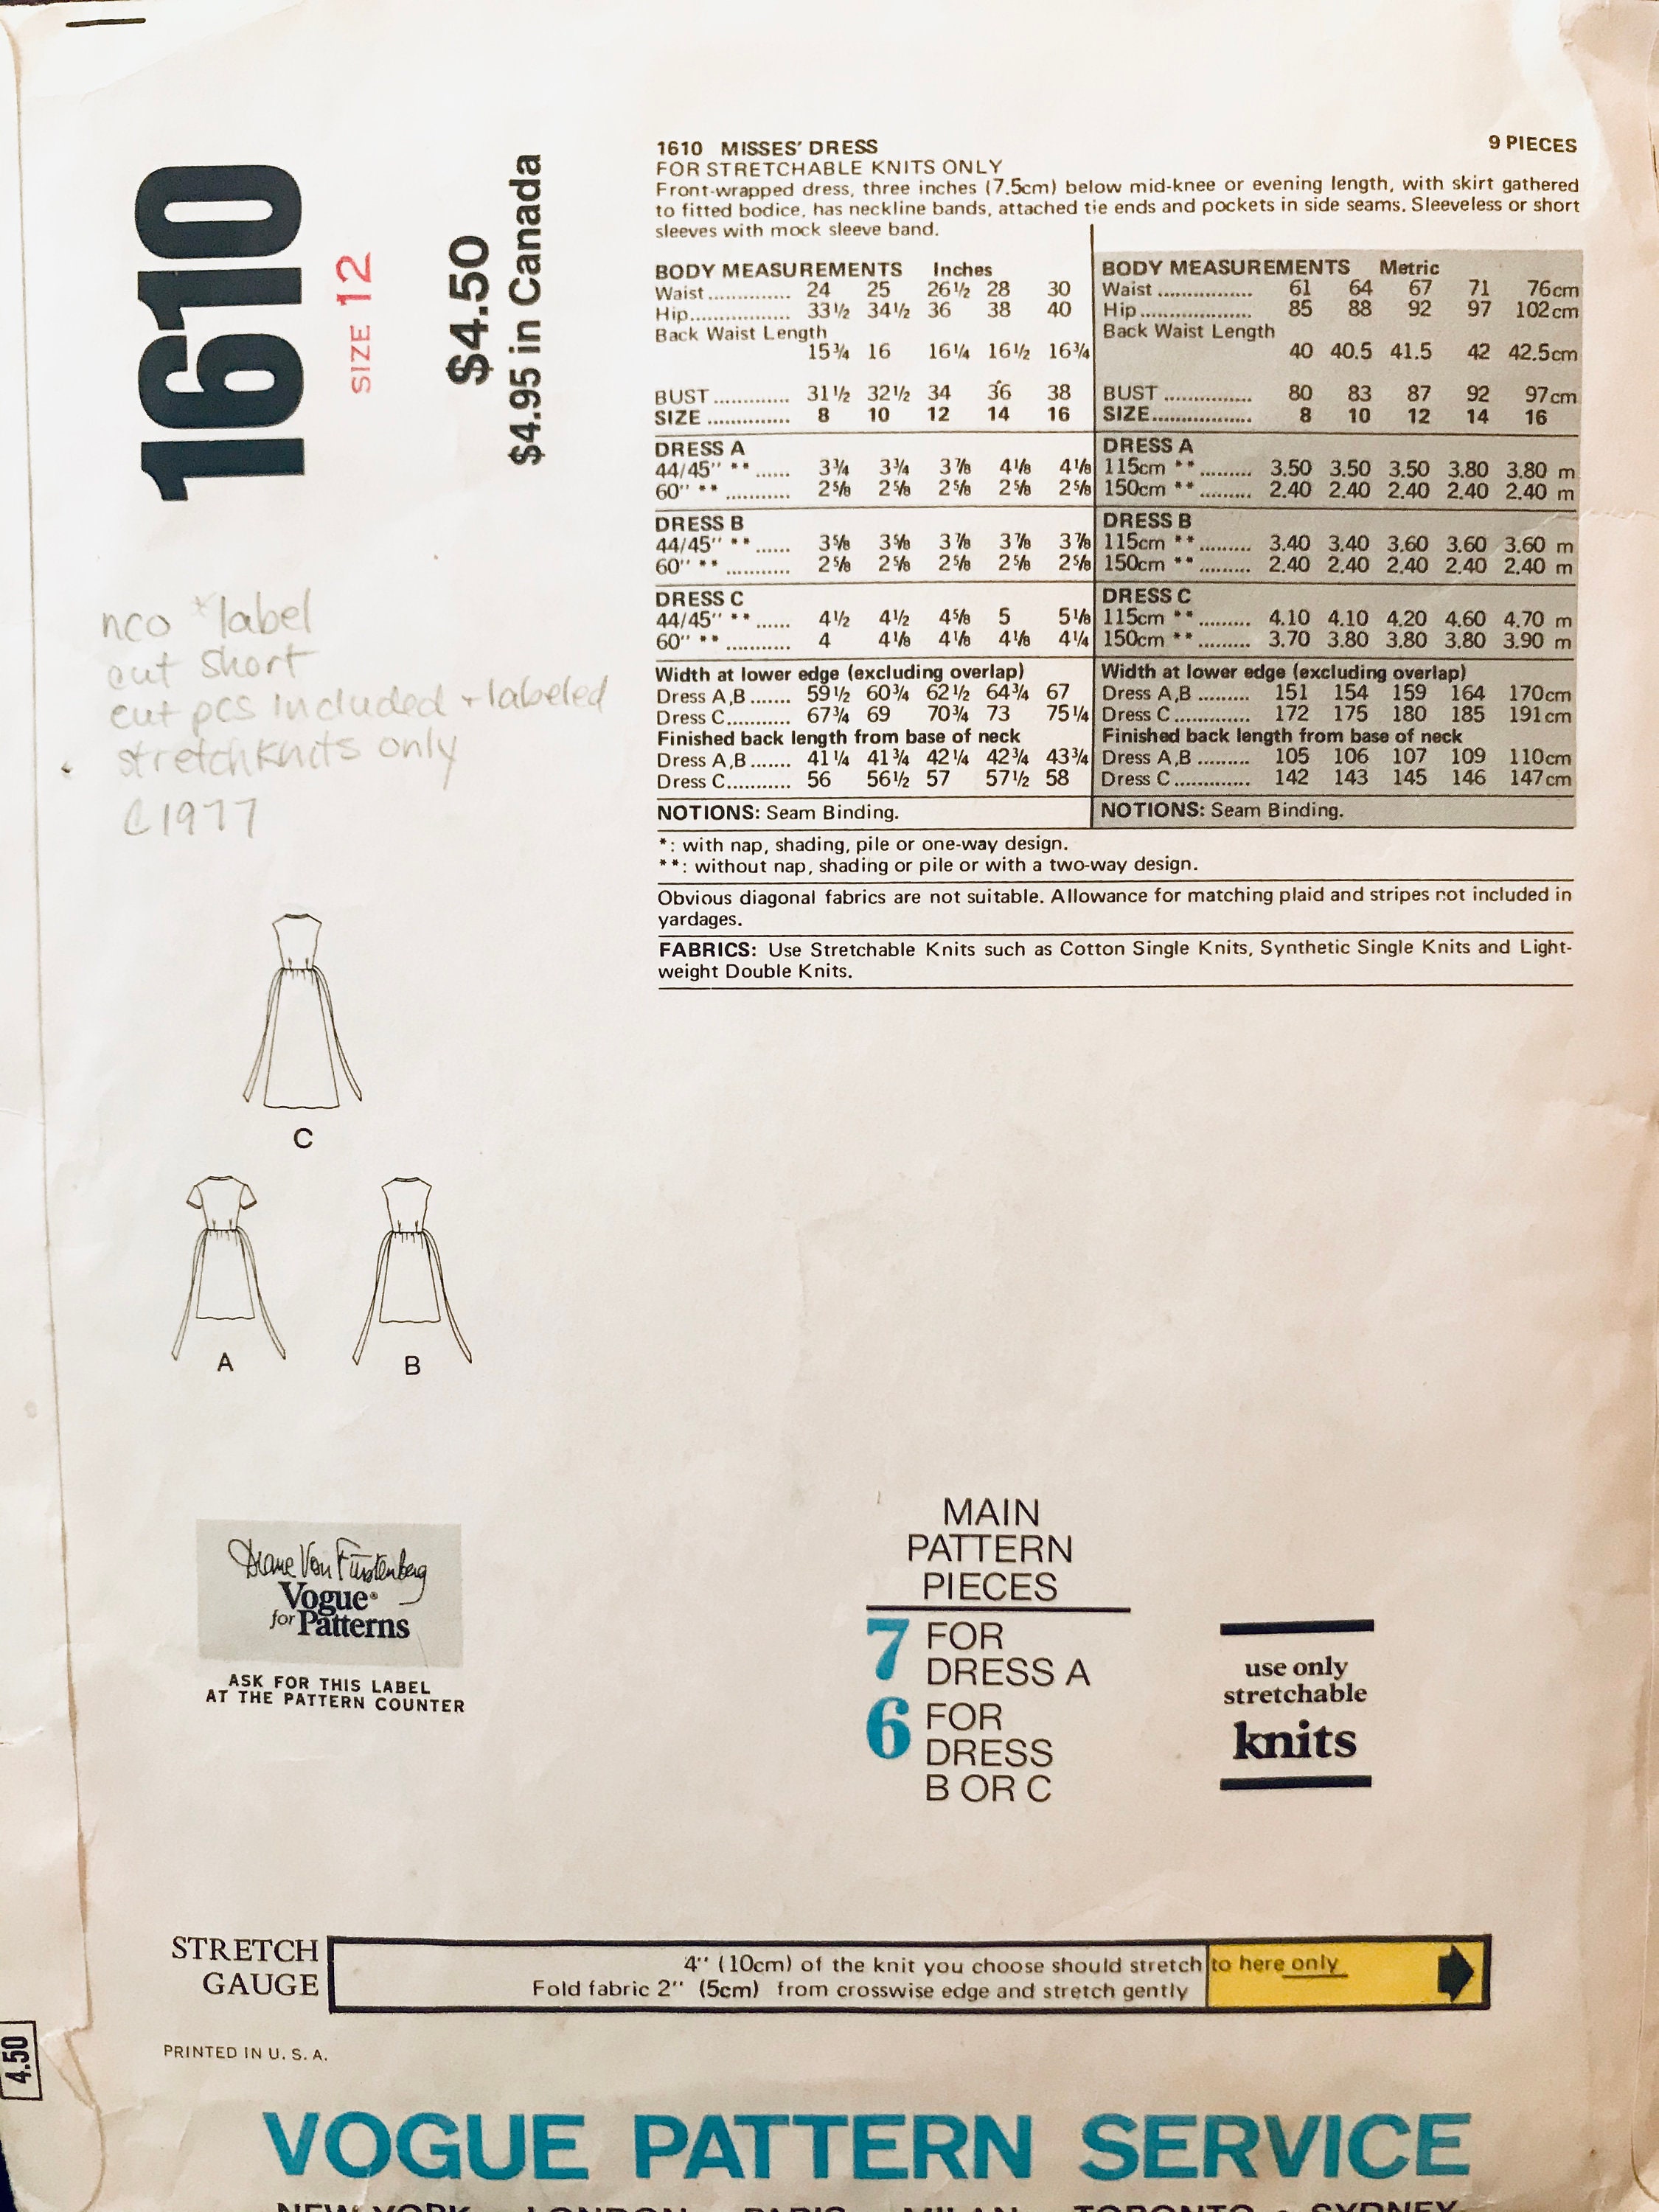 1610
SIZE 12
$4.50
$4.95 in Canada
nco *label
cut short
cut pcs included + labeled
stretch knits only
C1977
1610 MISSES' DRESS 9 PIECES
FOR STRETCHABLE KNITS ONLY
Front-wrapped dress, three inches (7.5cm) below mid-knee or evening length, with skirt gathered
to fitted bodice, has neckline bands, attached tie ends and pockets in side seams. Sleeveless or short
sleeves with mock sleeve band.
BODY MEASUREMENTS Inches
Waist .............. 24 25 26½ 28 30
Hip................. 33½ 34½ 36 38 40
Back Waist Length
15¾ 16 16¼ 16½ 16¾
BUST ............. 31½ 32½ 34 36 38
SIZE .............. 8 10 12 14 16
DRESS A
44/45'' ** ...... 3¾ 3¾ 3⅞ 4⅛ 4⅛
60'' ** ........... 2⅝ 2⅝ 2⅝ 2⅝ 2⅝
DRESS B
44/45'' ** ...... 3⅝ 3⅝ 3⅞ 3⅞ 3⅞
60'' ** ........... 2⅝ 2⅝ 2⅝ 2⅝ 2⅝
DRESS C
44/45'' ** ...... 4½ 4½ 4⅝ 5 5⅛
60'' ** ........... 4 4⅛ 4⅛ 4⅛ 4¼
Width at lower edge (excluding overlap)
Dress A,B ....... 59½ 60¾ 62½ 64¾ 67
Dress C........... 67¾ 69 70¾ 73 75¼
Finished back length from base of neck
Dress A,B ....... 41¼ 41¾ 42¼ 42¾ 43¾
Dress C........... 56 56½ 57 57½ 58
NOTIONS: Seam Binding.
BODY MEASUREMENTS Metric
Waist ................ 61 64 67 71 76cm
Hip................... 85 88 92 97 102cm
Back Waist Length
40 40.5 41.5 42 42.5cm
BUST ............... 80 83 87 92 97cm
SIZE................. 8 10 12 14 16
DRESS A
115cm ** ......... 3.50 3.50 3.50 3.80 3.80 m
150cm ** ......... 2.40 2.40 2.40 2.40 2.40 m
DRESS B
115cm ** ......... 3.40 3.40 3.60 3.60 3.60 m
150cm ** ......... 2.40 2.40 2.40 2.40 2.40 m
DRESS C
115cm ** ......... 4.10 4.10 4.20 4.60 4.70 m
150cm ** ......... 3.70 3.80 3.80 3.80 3.90 m
Width at lower edge (excluding overlap)
Dress A,B ......... 151 154 159 164 170cm
Dress C ............. 172 175 180 185 191cm
Finished back length from base of neck
Dress A,B ......... 105 106 107 109 110cm
Dress C ............. 142 143 145 146 147cm
NOTIONS: Seam Binding.
*: with nap, shading, pile or one-way design.
**: without nap, shading or pile or with a two-way design.
Obvious diagonal fabrics are not suitable. Allowance for matching plaid and stripes not included in
yardages.
FABRICS: Use Stretchable Knits such as Cotton Single Knits, Synthetic Single Knits and Light-
weight Double Knits.
C
A B
Diane Von Fürstenberg
Vogue®
for Patterns
ASK FOR THIS LABEL
AT THE PATTERN COUNTER
MAIN
PATTERN
PIECES
7 FOR
DRESS A
6 FOR
DRESS
B OR C
use only
stretchable
knits
STRETCH
GAUGE
4'' (10cm) of the knit you choose should stretch to here only
Fold fabric 2'' (5cm) from crosswise edge and stretch gently
PRINTED IN U. S. A.
4.50
VOGUE PATTERN SERVICE
NEW YORK • LONDON • PARIS • MILAN • TORONTO • SYDNEY